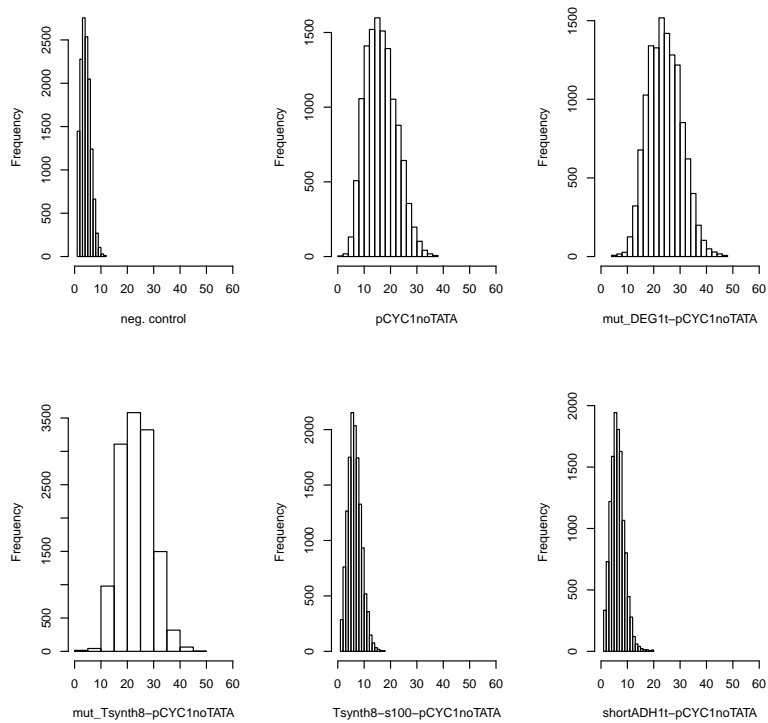 Frequency
0
500
1000
1500
2000
2500
0 10 20 30 40 50 60
neg. control
Frequency
0
500
1000
1500
0 10 20 30 40 50 60
pCYC1noTATA
Frequency
0
500
1000
1500
0 10 20 30 40 50 60
mut_DEG1t−pCYC1noTATA
Frequency
0
500
1500
2500
3500
0 10 20 30 40 50 60
mut_Tsynth8−pCYC1noTATA
Frequency
0
500
1000
1500
2000
0 10 20 30 40 50 60
Tsynth8−s100−pCYC1noTATA
Frequency
0
500
1000
1500
2000
0 10 20 30 40 50 60
shortADH1t−pCYC1noTATA